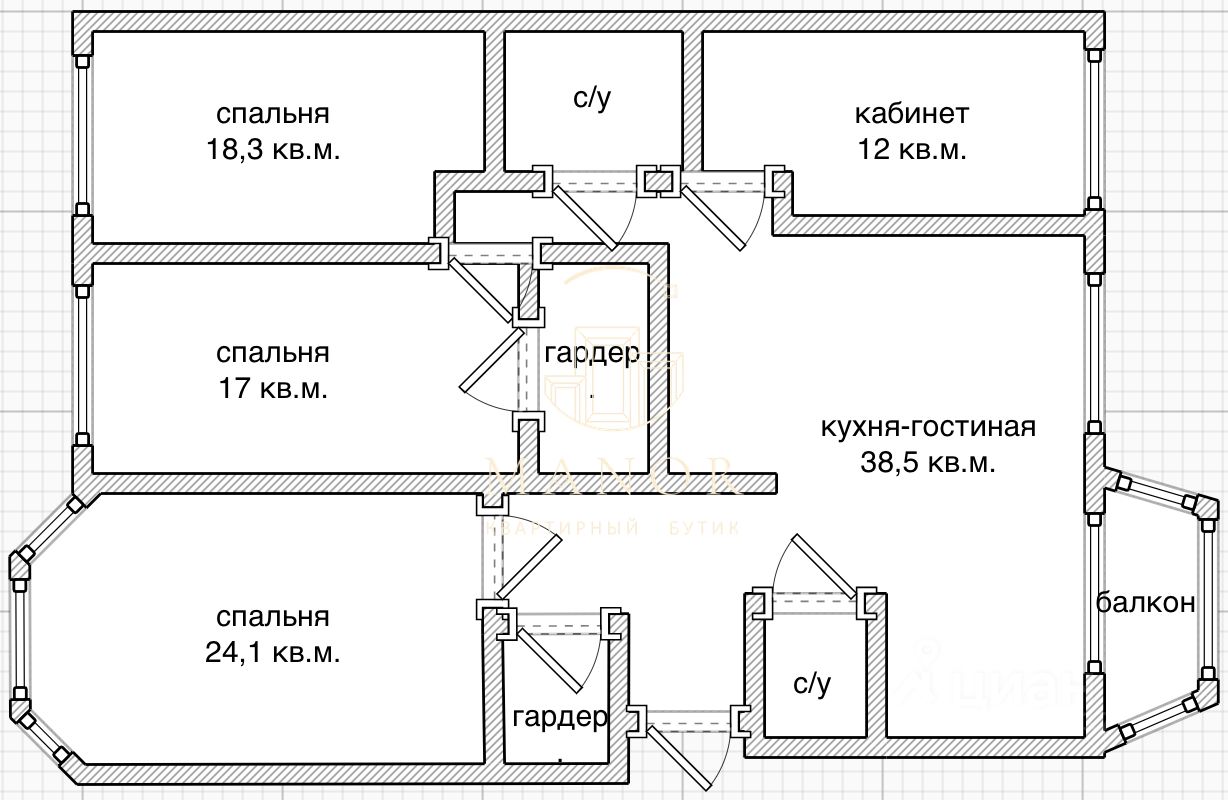 спальня
18,3 кв.м.
с/у
кабинет
12 кв.м.
спальня
17 кв.м.
гардер
.
кухня-гостиная
38,5 кв.м.
MANOR
КВАРТИРНЫЙ БУТИК
балкон
спальня
24,1 кв.м.
с/у
циан
гардер
.